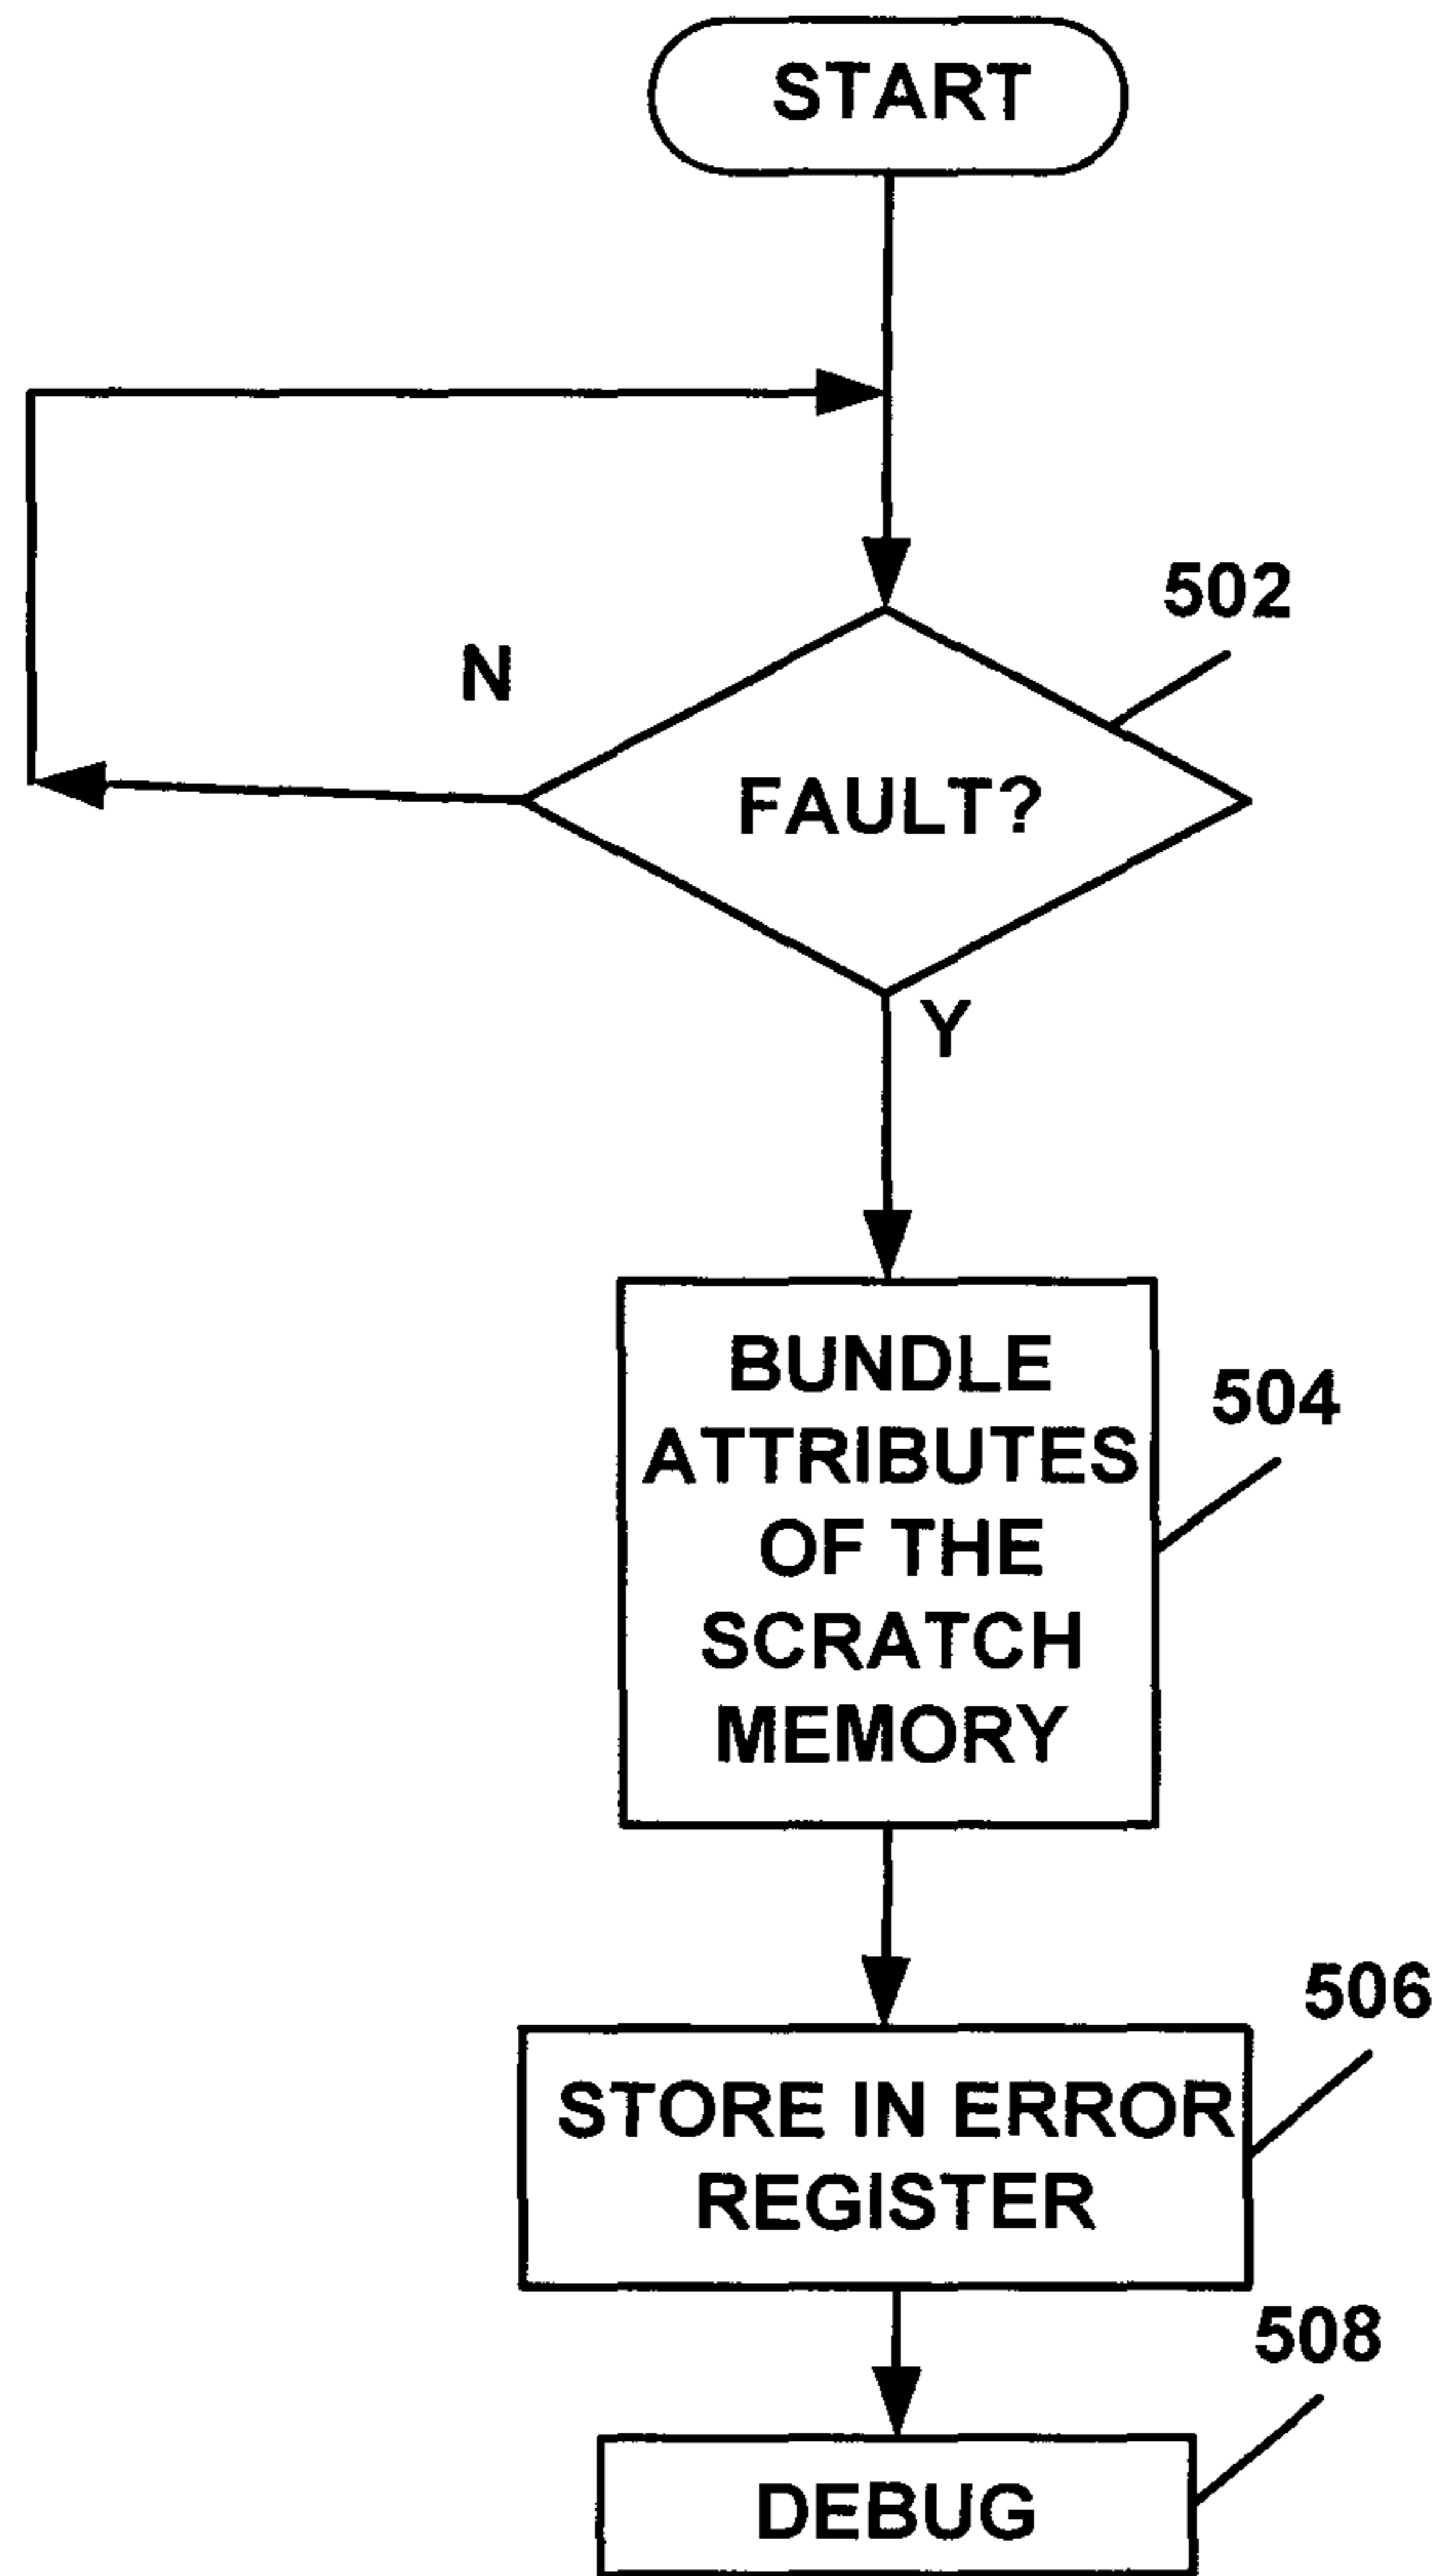 START
502
N
FAULT?
Y
BUNDLE
ATTRIBUTES
OF THE
SCRATCH
MEMORY
504
506
STORE IN ERROR
REGISTER
508
DEBUG